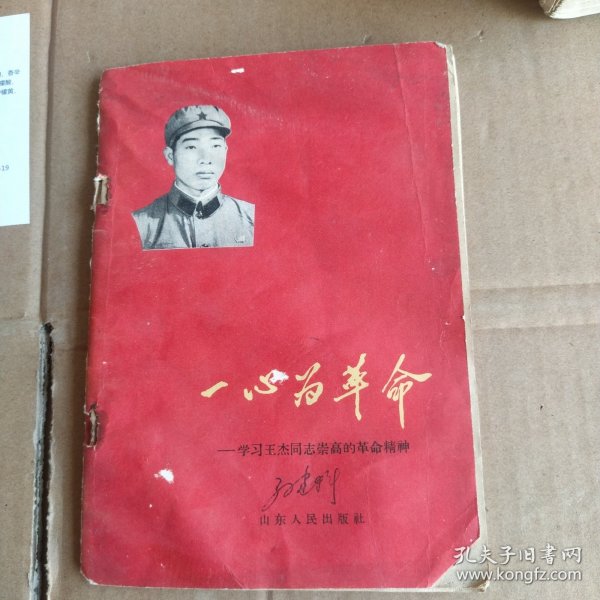 一心为革命
——学习王杰同志崇高的革命精神
山东人民出版社
孔夫子旧书网
www.kongfz.com